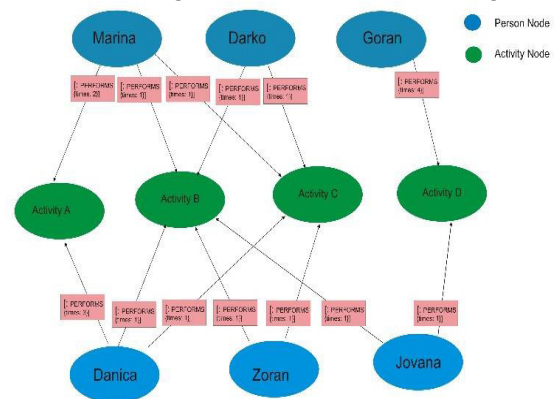 Marina
Darko
Goran
Person Node
Activity Node
[: PERFORMS
{times: 2}]
[: PERFORMS
{times: 1}]
[: PERFORMS
{times: 1}]
[: PERFORMS
{times: 1}]
[: PERFORMS
{times: 1}]
[: PERFORMS
{times: 4}]
Activity A
Activity B
Activity C
Activity D
[: PERFORMS
{times: 2}]
[: PERFORMS
{times: 1}]
[: PERFORMS
{times: 1}]
[: PERFORMS
{times: 1}]
[: PERFORMS
{times: 1}]
[: PERFORMS
{times: 1}]
[: PERFORMS
{times: 1}]
Danica
Zoran
Jovana